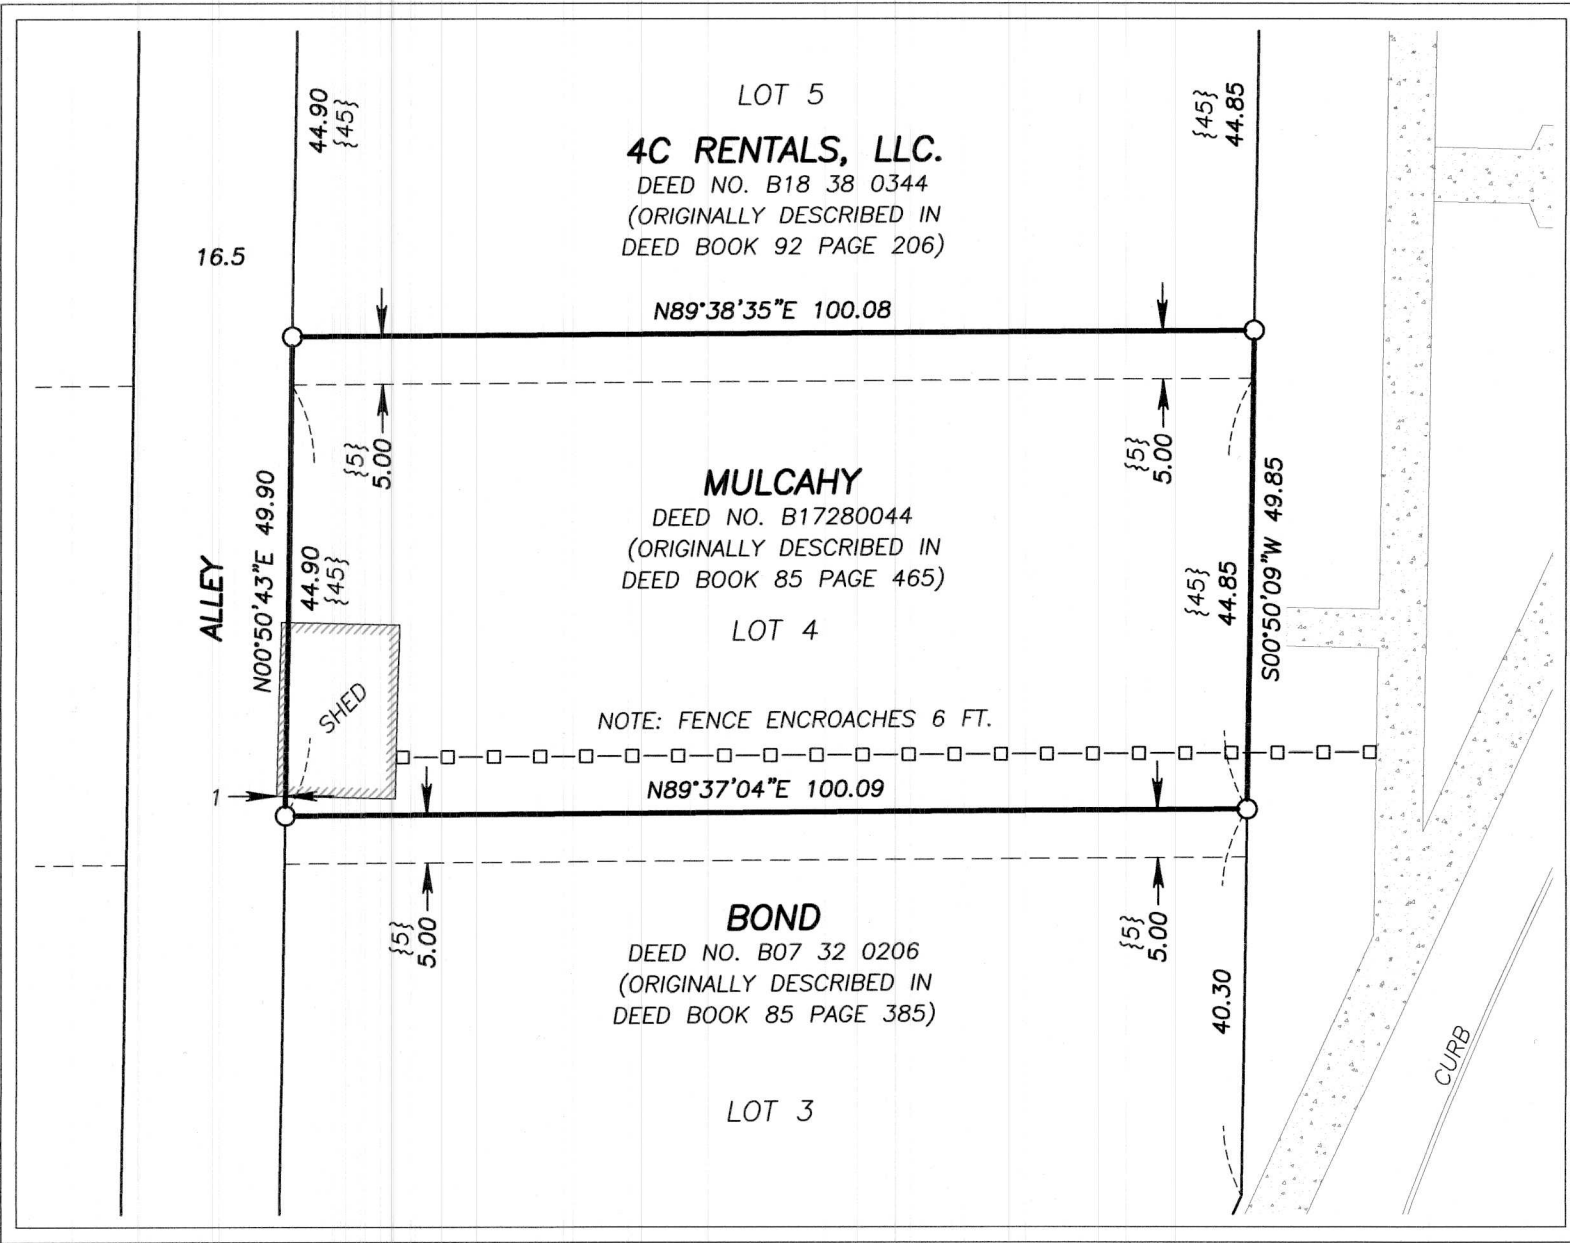 LOT 5
44.90
{45}
{45}
44.85
4C RENTALS, LLC.
DEED NO. B18 38 0344
(ORIGINALLY DESCRIBED IN
DEED BOOK 92 PAGE 206)
16.5
N89°38'35"E 100.08
{5}
5.00
{5}
5.00
MULCAHY
DEED NO. B17280044
(ORIGINALLY DESCRIBED IN
DEED BOOK 85 PAGE 465)
LOT 4
ALLEY
N00°50'43"E 49.90
44.90
{45}
{45}
44.85
S00°50'09"W 49.85
SHED
NOTE: FENCE ENCROACHES 6 FT.
1
N89°37'04"E 100.09
{5}
5.00
{5}
5.00
BOND
DEED NO. B07 32 0206
(ORIGINALLY DESCRIBED IN
DEED BOOK 85 PAGE 385)
40.30
CURB
LOT 3